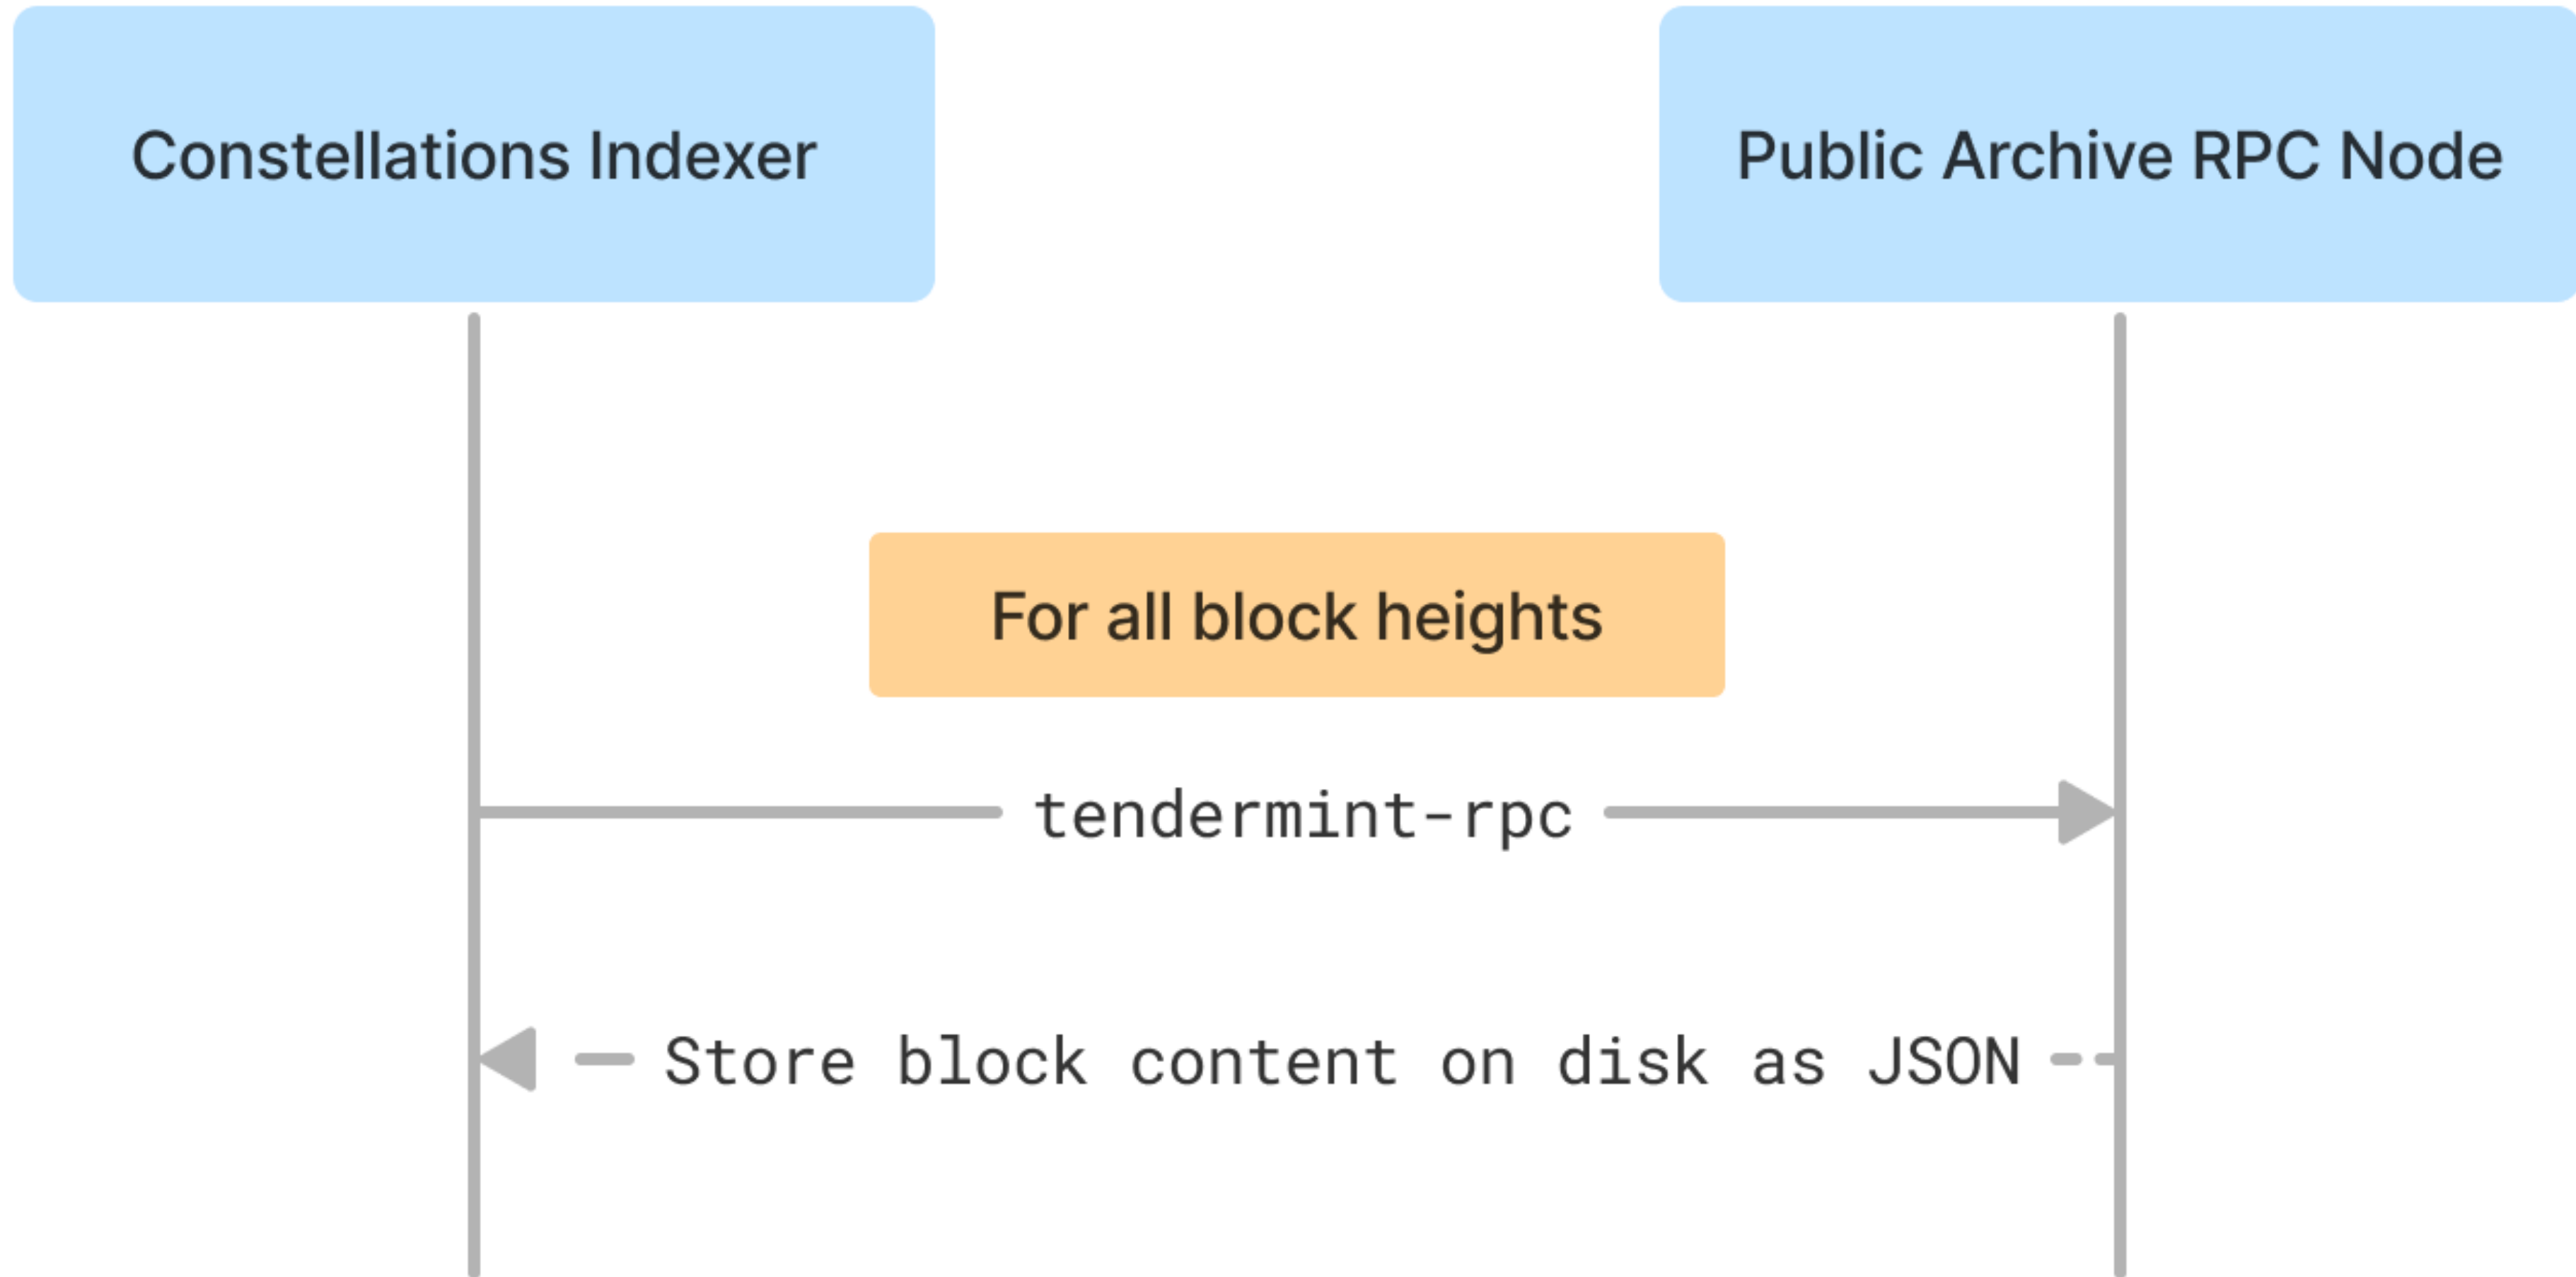 Constellations Indexer
Public Archive RPC Node
For all block heights
tendermint-rpc
Store block content on disk as JSON